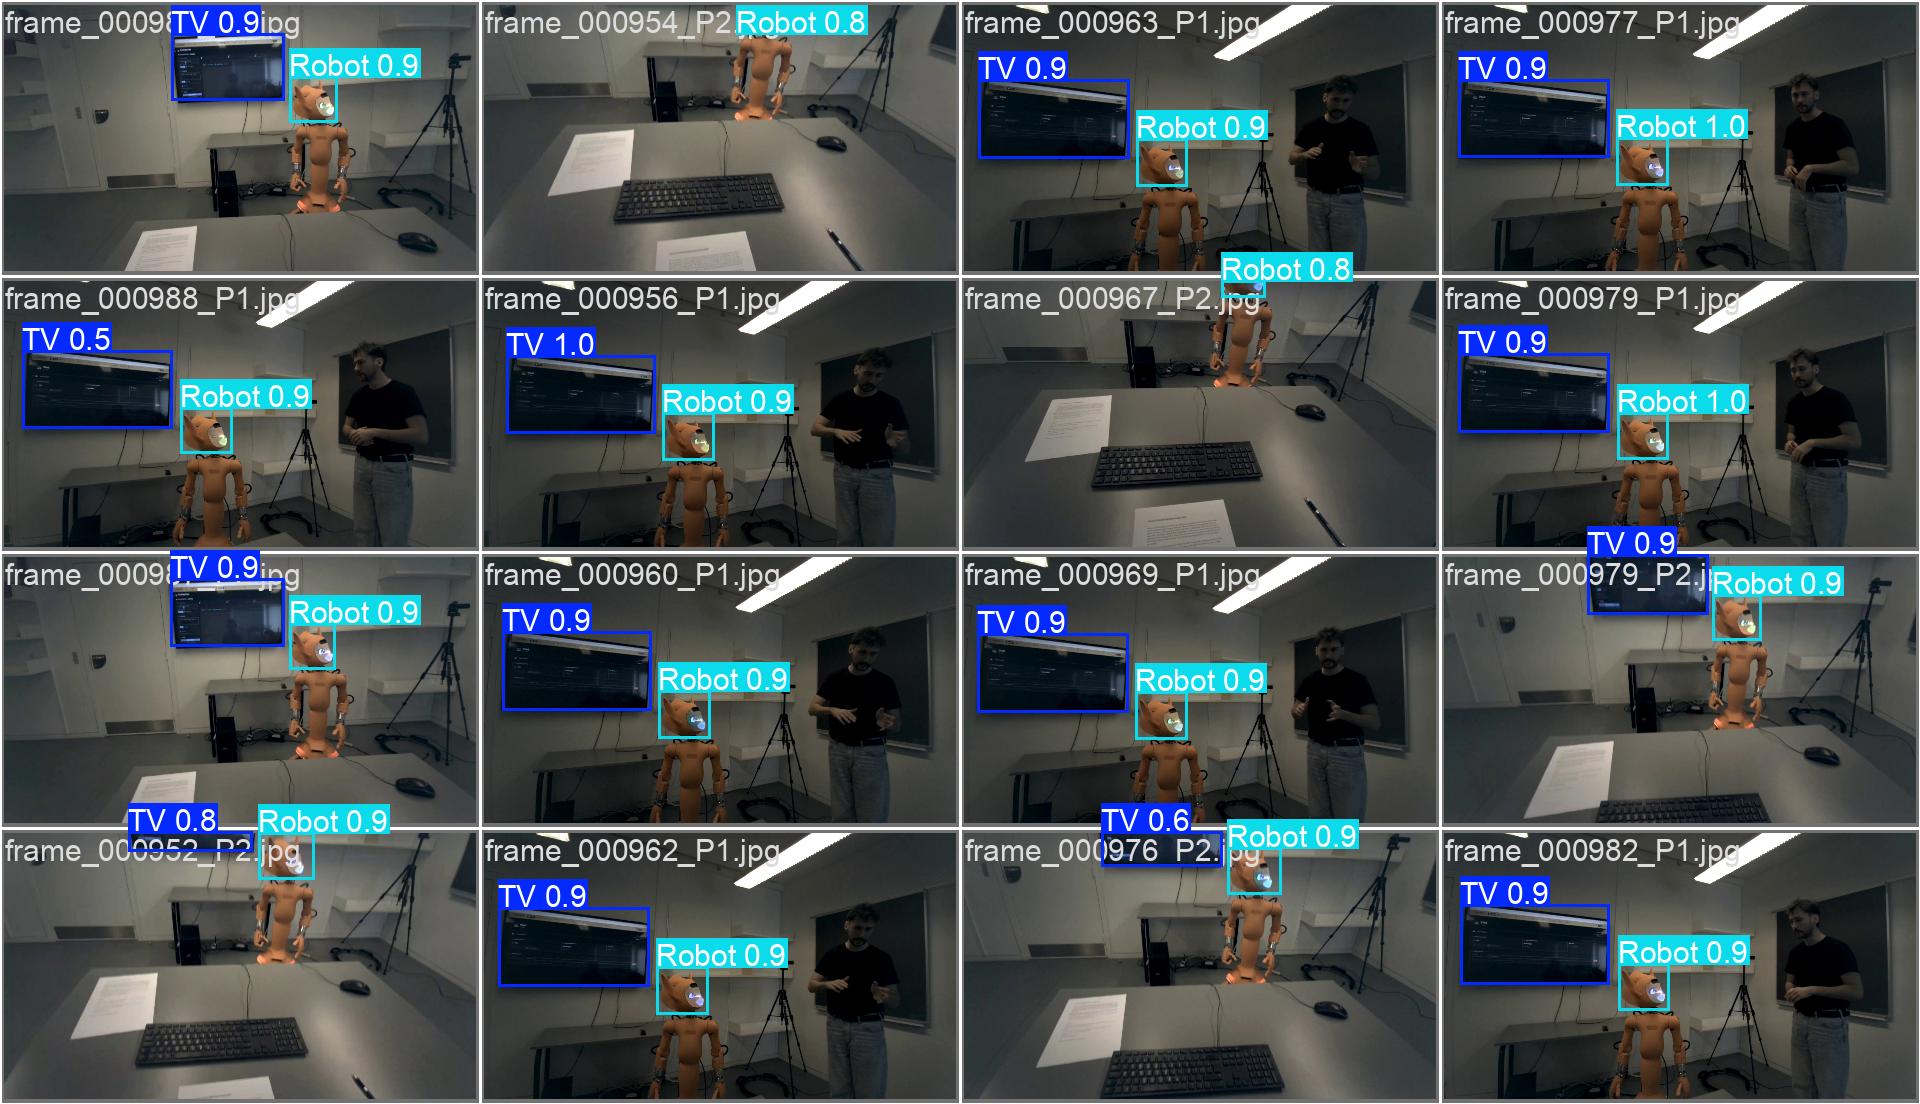 frame_00098 TV 0.9 jpg
Robot 0.9
frame_000954_P2.jpg Robot 0.8
frame_000963_P1.jpg
TV 0.9
Robot 0.9
frame_000977_P1.jpg
TV 0.9
Robot 1.0
frame_000988_P1.jpg
TV 0.5
Robot 0.9
frame_000956_P1.jpg
TV 1.0
Robot 0.9
Robot 0.8
frame_000967_P2.jpg
frame_000979_P1.jpg
TV 0.9
Robot 1.0
TV 0.9
frame_00098 jpg
Robot 0.9
frame_000960_P1.jpg
TV 0.9
Robot 0.9
frame_000969_P1.jpg
TV 0.9
Robot 0.9
TV 0.9
frame_000979_P2.j
Robot 0.9
TV 0.8
Robot 0.9
frame_000952_P2.jpg
frame_000962_P1.jpg
TV 0.9
Robot 0.9
TV 0.6
Robot 0.9
frame_000976_P2.jpg
frame_000982_P1.jpg
TV 0.9
Robot 0.9